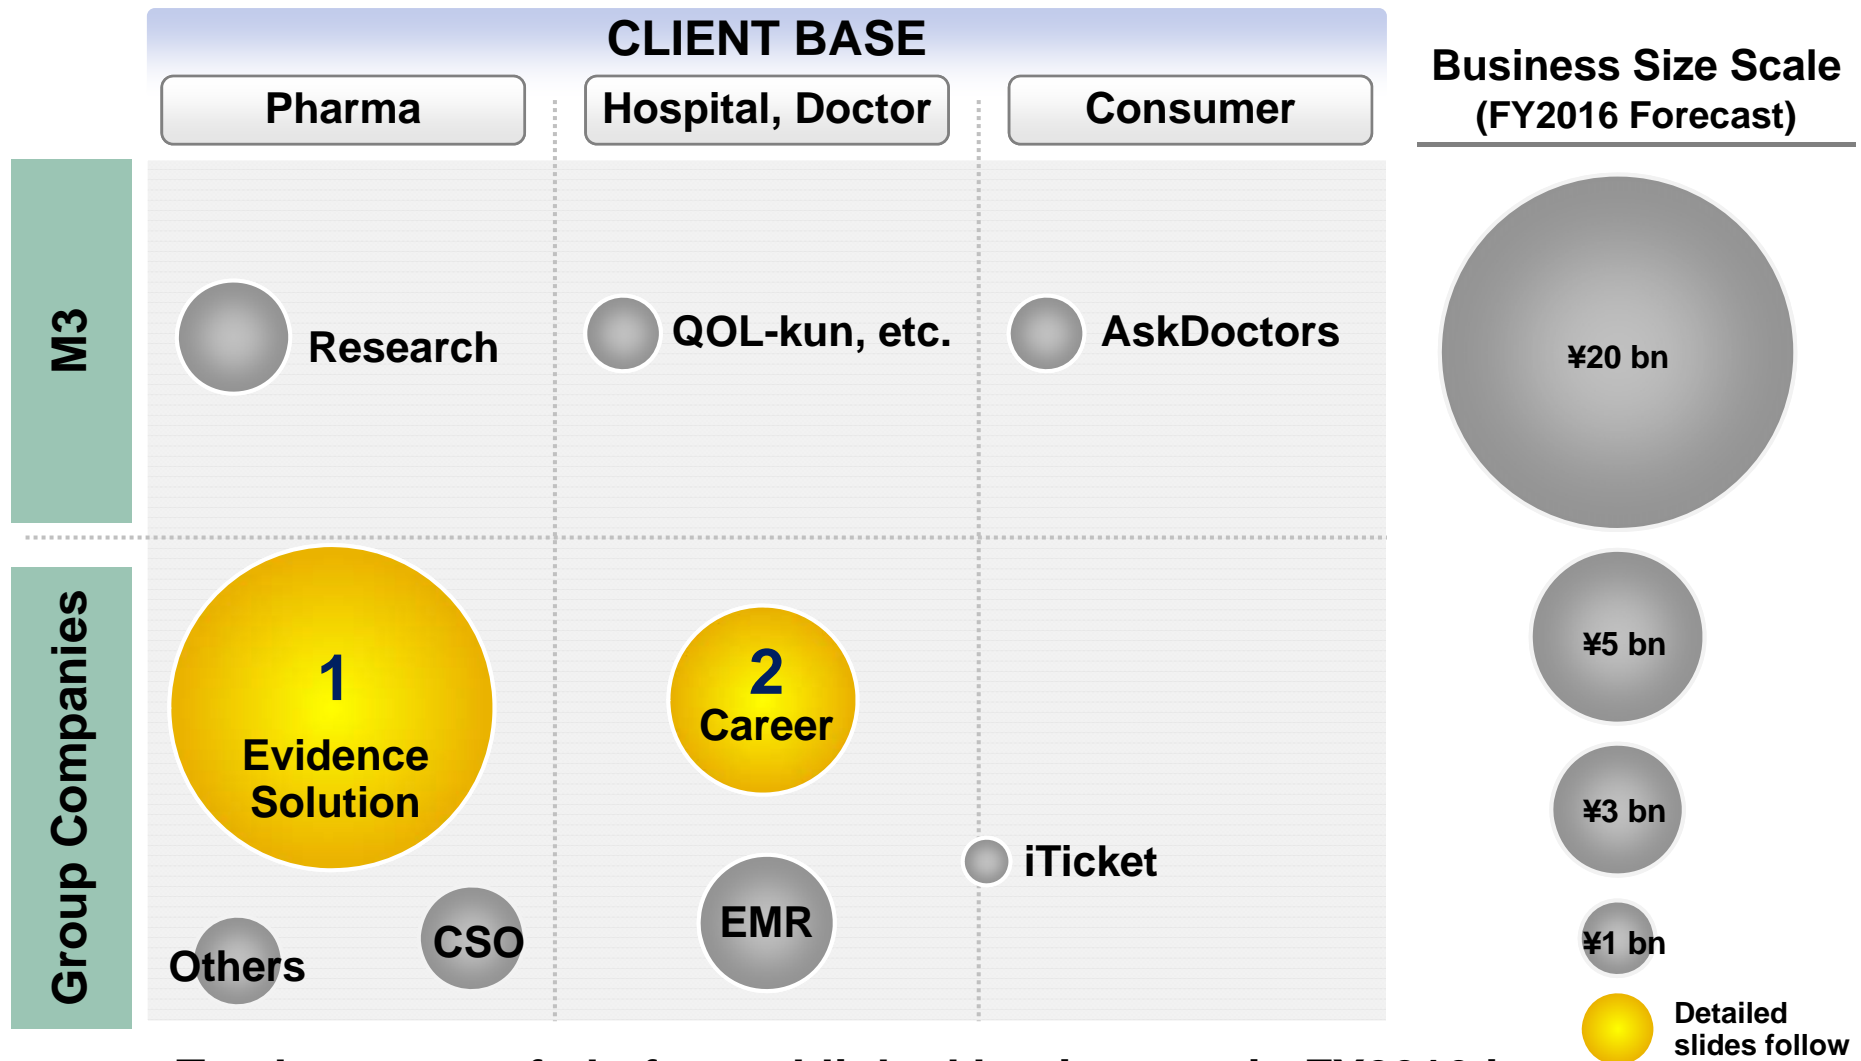 CLIENT BASE
Pharma
Hospital, Doctor
Consumer
Business Size Scale
(FY2016 Forecast)
M3
Research
QOL-kun, etc.
AskDoctors
¥20 bn
Group Companies
1
Evidence
Solution
2
Career
¥5 bn
¥3 bn
iTicket
Others
CSO
EMR
¥1 bn
Detailed
slides follow